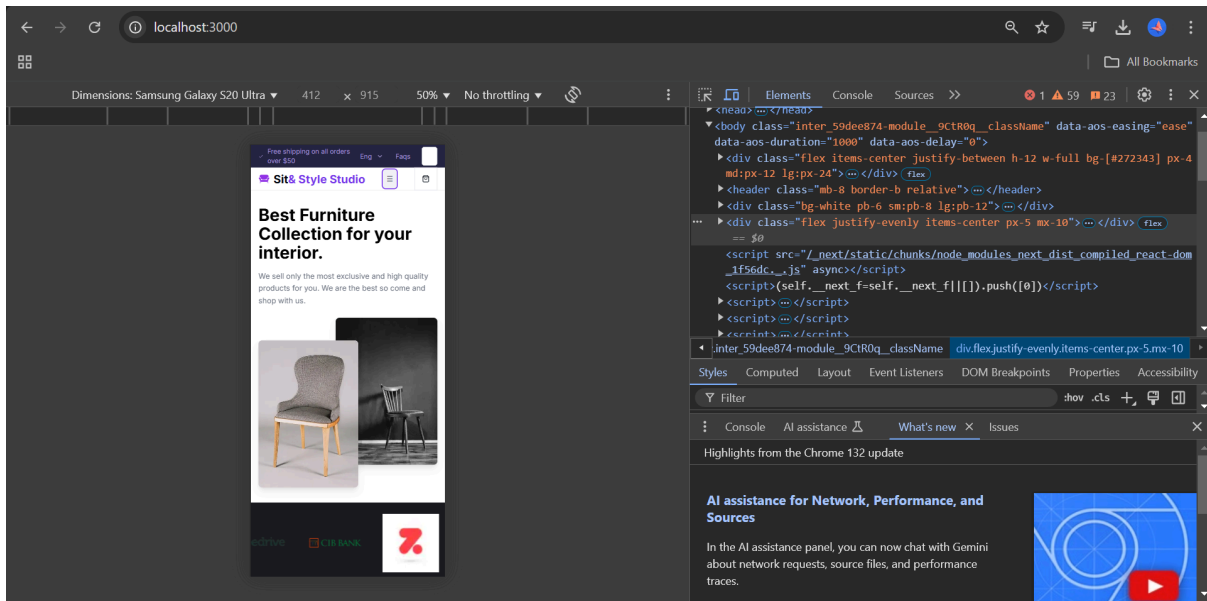 localhost:3000
All Bookmarks
Dimensions: Samsung Galaxy S20 Ultra ▼ 412 × 915 50% ▼ No throttling ▼
Elements Console Sources 1 59 23
<head> … </head>
<body class="inter_59dee874-module__9CtR0q__className" data-aos-easing="ease"
data-aos-duration="1000" data-aos-delay="0">
<div class="flex items-center justify-between h-12 w-full bg-[#272343] px-4
md:px-12 lg:px-24"> … </div> flex
<header class="mb-8 border-b relative"> … </header>
<div class="bg-white pb-6 sm:pb-8 lg:pb-12"> … </div>
<div class="flex justify-evenly items-center px-5 mx-10"> … </div> flex
== $0
<script src="/_next/static/chunks/node_modules_next_dist_compiled_react-dom
_1f56dc._.js" async></script>
<script>(self.__next_f=self.__next_f||[]).push([0])</script>
<script> … </script>
<script> … </script>
<script> … </script>
.inter_59dee874-module__9CtR0q__className div.flex.justify-evenly.items-center.px-5.mx-10
Styles Computed Layout Event Listeners DOM Breakpoints Properties Accessibility
Filter :hov .cls
Console AI assistance What's new Issues
Highlights from the Chrome 132 update
AI assistance for Network, Performance, and
Sources
In the AI assistance panel, you can now chat with Gemini
about network requests, source files, and performance
traces.
Free shipping on all orders
over $50
Eng Faqs
Sit& Style Studio
Best Furniture
Collection for your
interior.
We sell only the most exclusive and high quality
products for you. We are the best so come and
shop with us.
edrive CTB BANK